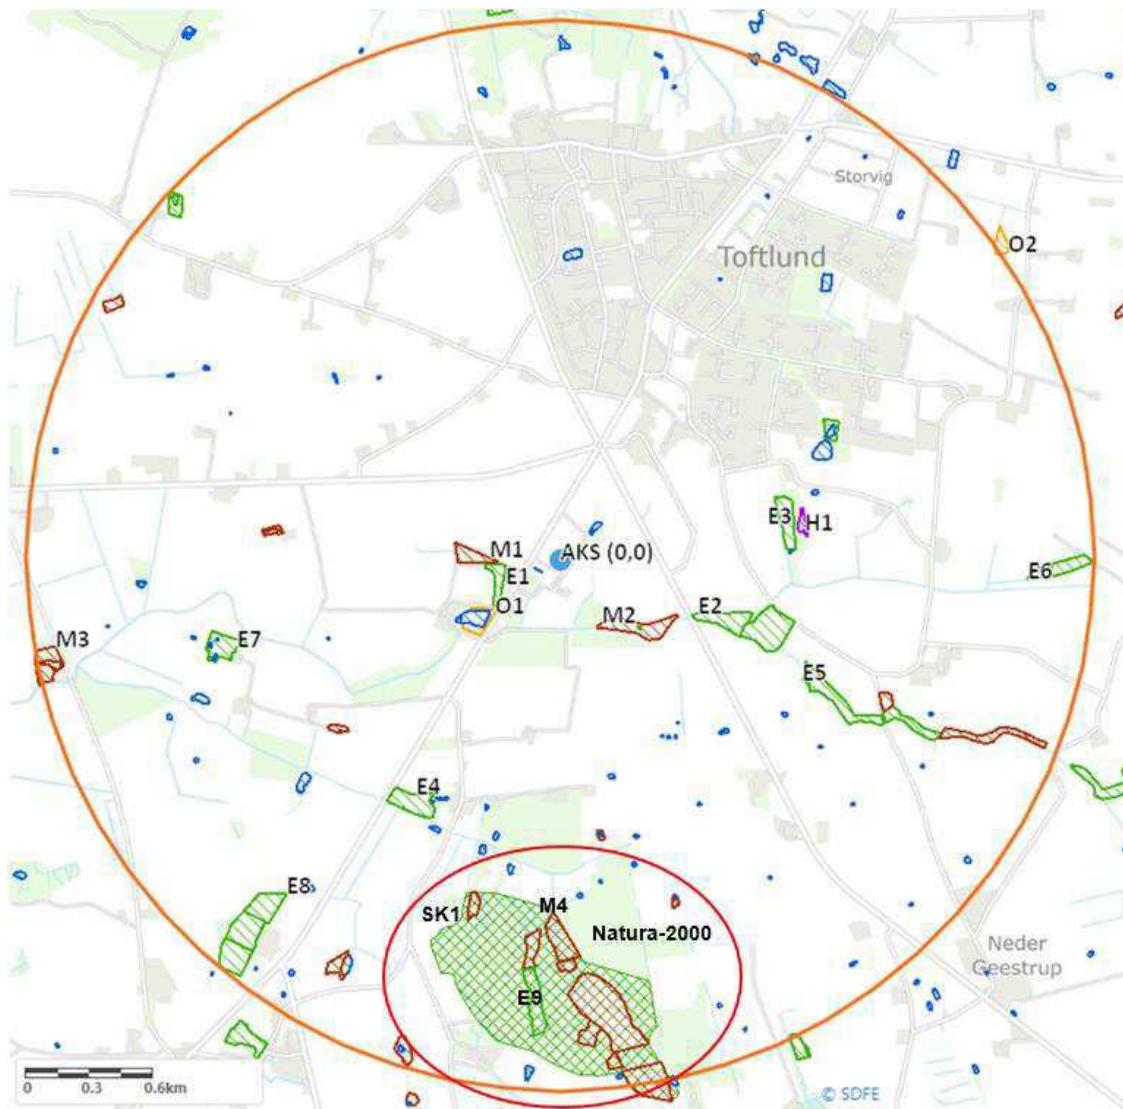 Storvig
O2
Toftlund
E3
H1
M1
AKS (0,0)
E1
E6
O1
M2
E2
M3
E7
E5
E4
E8
SK1
M4
Natura-2000
Neder
Geestrup
E9
0 0.3 0.6km
© SDFE